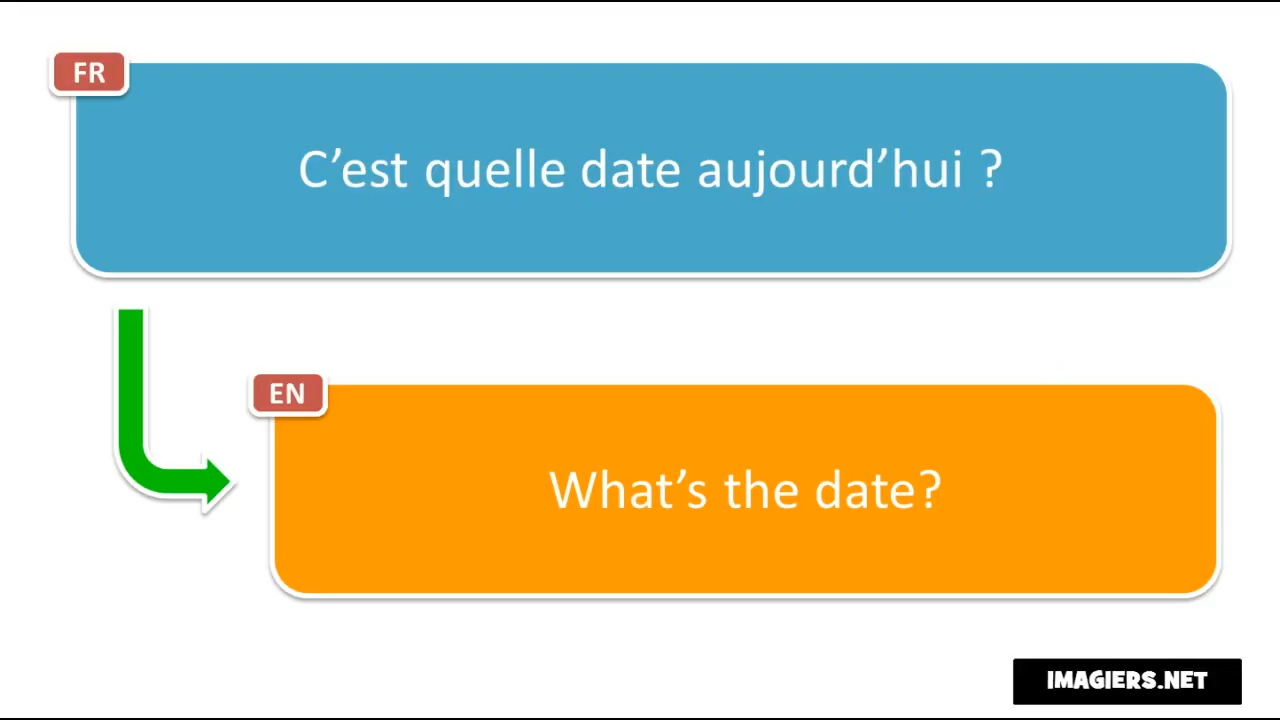 FR
C’est quelle date aujourd’hui ?
EN
What’s the date?
IMAGIERS.NET